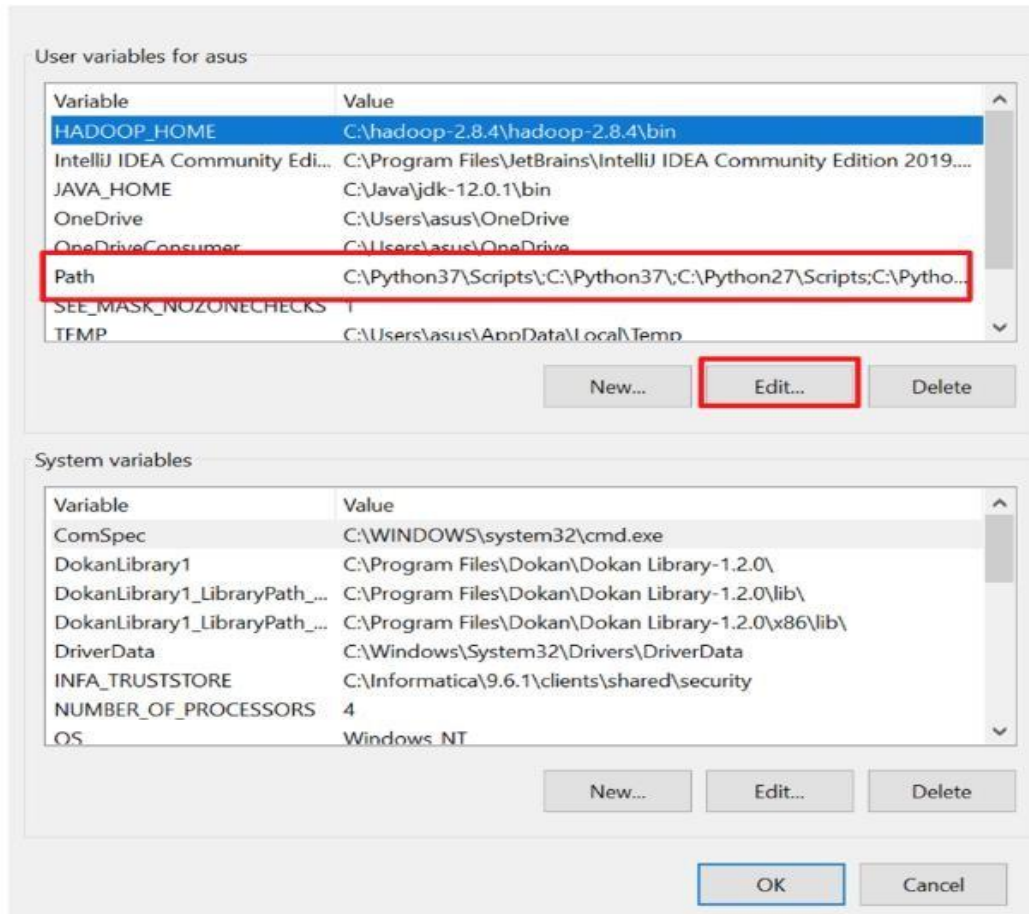 User variables for asus
Variable Value
HADOOP_HOME C:\hadoop-2.8.4\hadoop-2.8.4\bin
IntelliJ IDEA Community Edi... C:\Program Files\JetBrains\IntelliJ IDEA Community Edition 2019....
JAVA_HOME C:\Java\jdk-12.0.1\bin
OneDrive C:\Users\asus\OneDrive
OneDriveConsumer C:\Users\asus\OneDrive
Path C:\Python37\Scripts\;C:\Python37\;C:\Python27\Scripts;C:\Pytho...
SEE_MASK_NOZONECHECKS 1
TEMP C:\Users\asus\AppData\Local\Temp
New... Edit... Delete
System variables
Variable Value
ComSpec C:\WINDOWS\system32\cmd.exe
DokanLibrary1 C:\Program Files\Dokan\Dokan Library-1.2.0\
DokanLibrary1_LibraryPath_... C:\Program Files\Dokan\Dokan Library-1.2.0\lib\
DokanLibrary1_LibraryPath_... C:\Program Files\Dokan\Dokan Library-1.2.0\x86\lib\
DriverData C:\Windows\System32\Drivers\DriverData
INFA_TRUSTSTORE C:\Informatica\9.6.1\clients\shared\security
NUMBER_OF_PROCESSORS 4
OS Windows_NT
New... Edit... Delete
OK Cancel